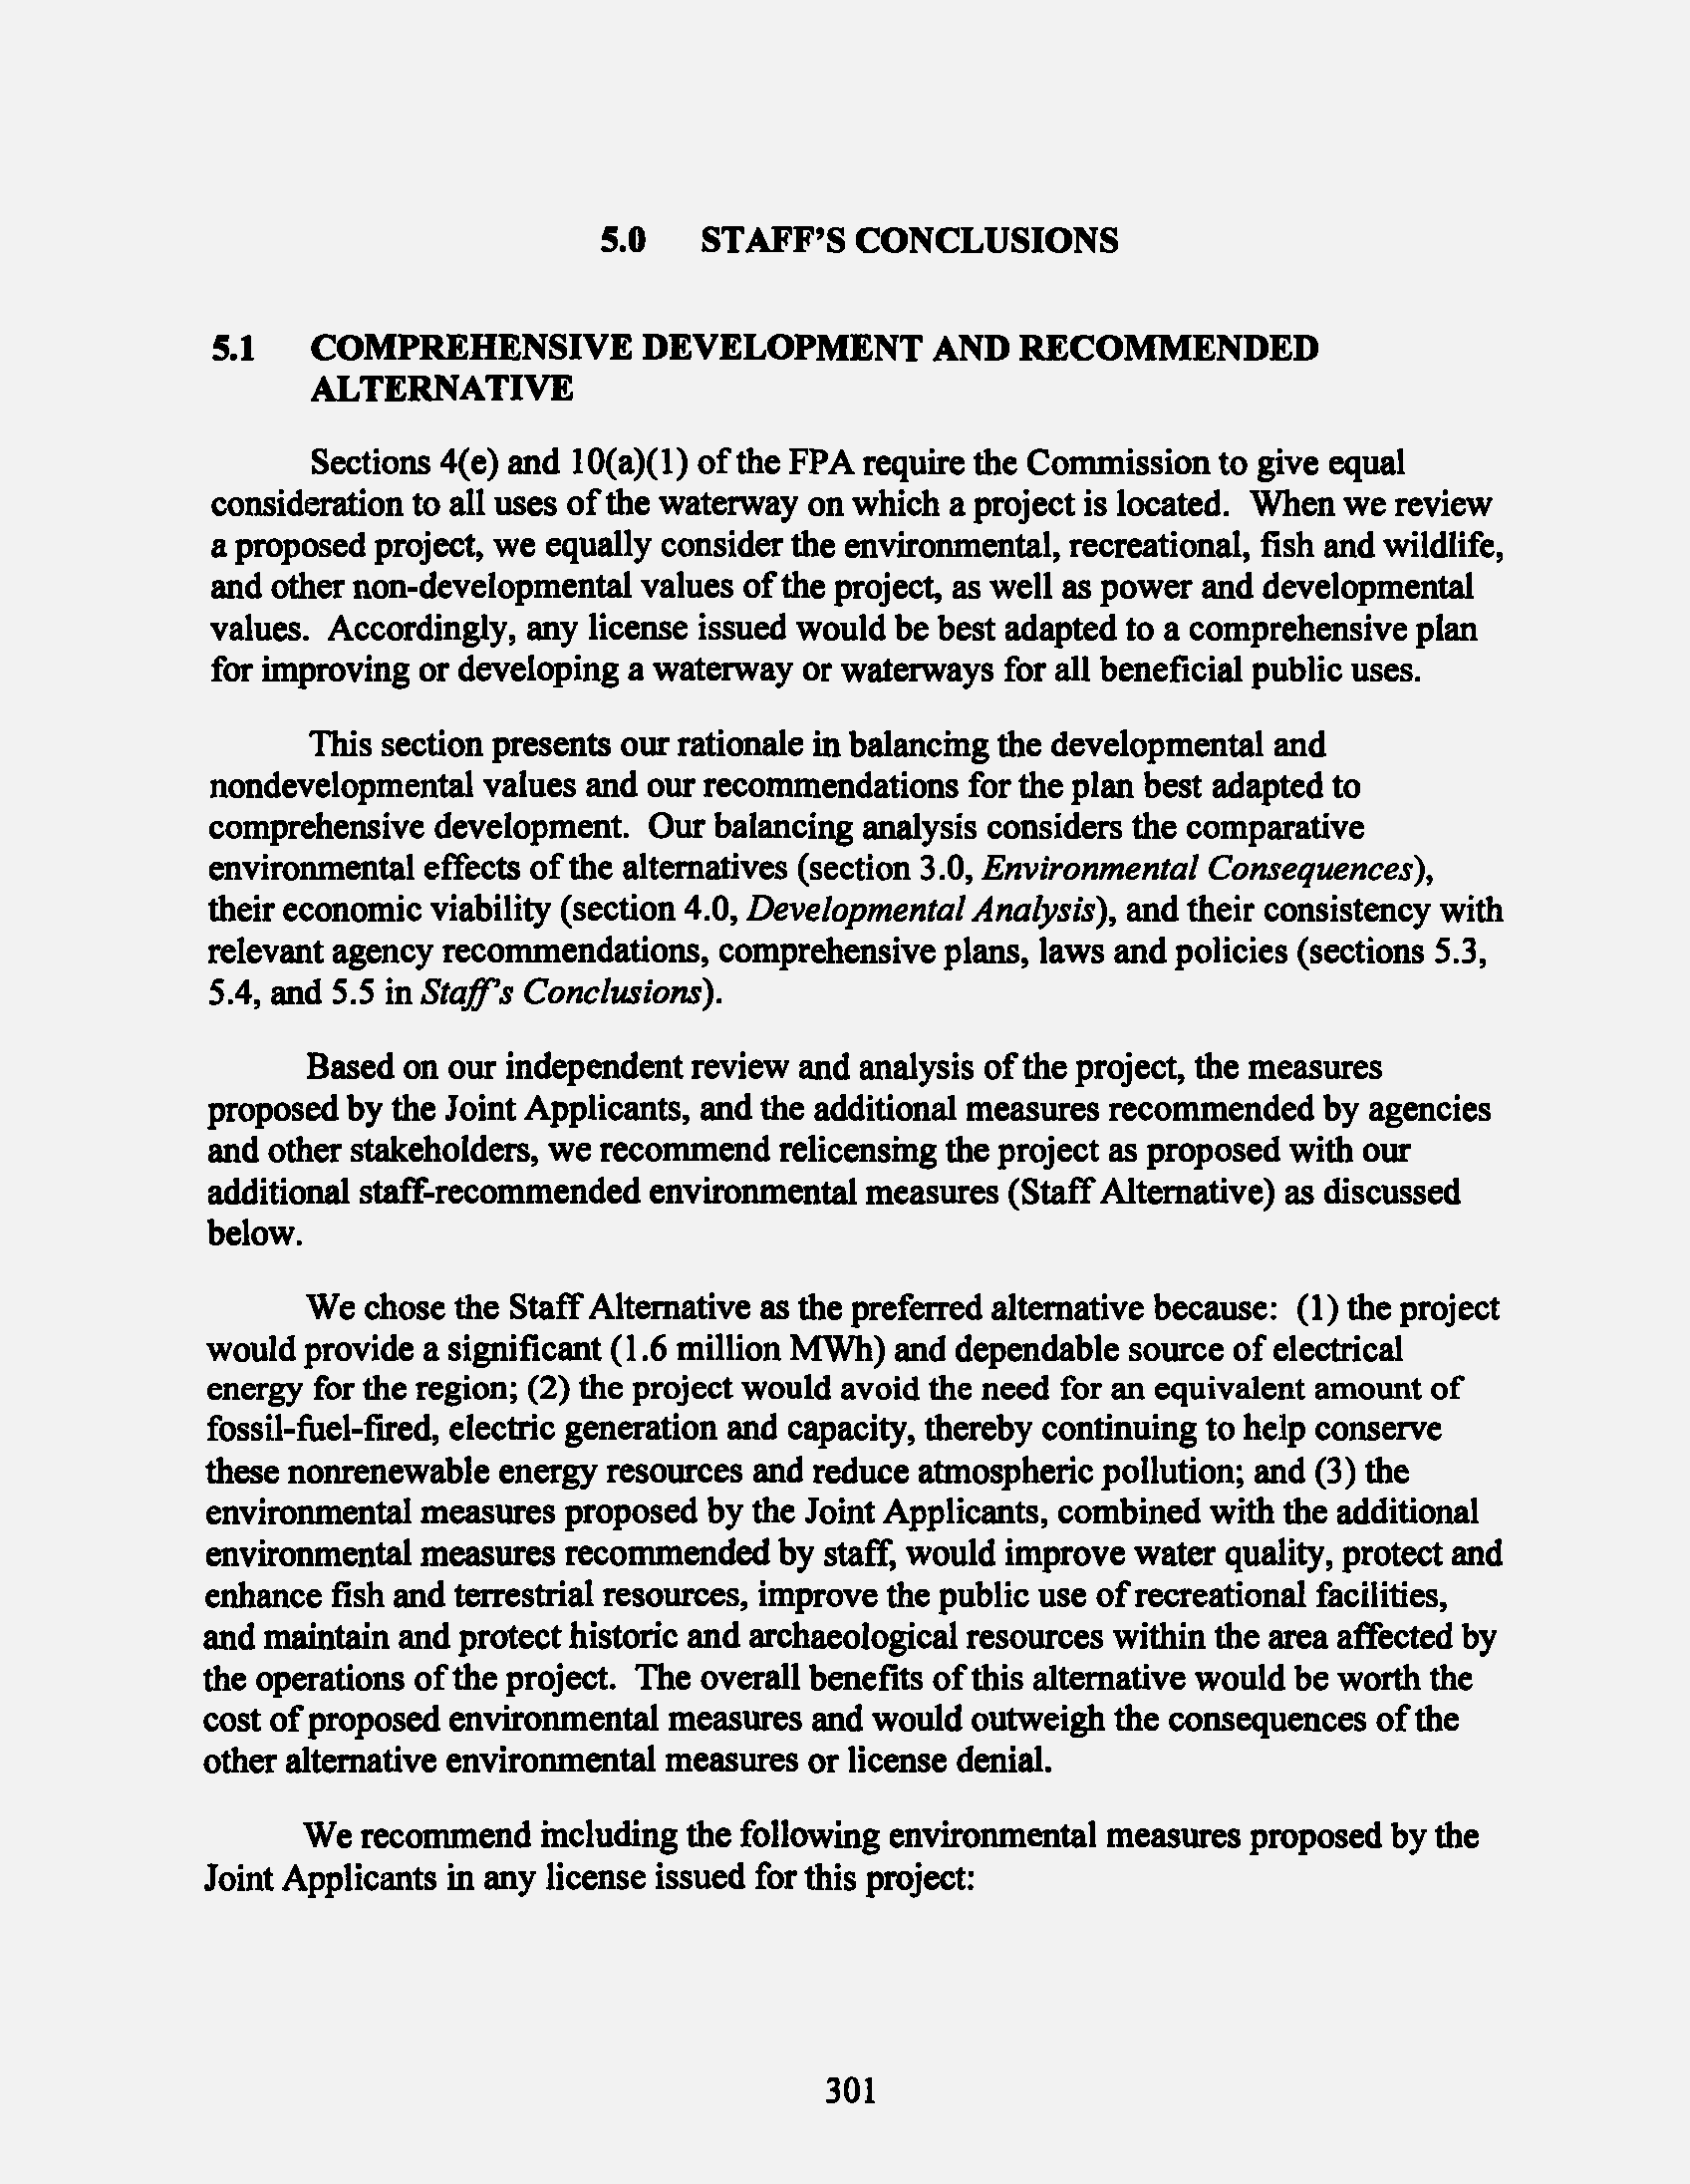 5.0 STAFF'S CONCLUSIONS
5.1 COMPREHENSIVE DEVELOPMENT AND RECOMMENDED
ALTERNATIVE
Sections 4(e) and 10(a)(1) of the FPA require the Commission to give equal
consideration to all uses of the waterway on which a project is located. When we review
a proposed project, we equally consider the environmental, recreational, fish and wildlife,
and other non-developmental values of the project, as well as power and developmental
values. Accordingly, any license issued would be best adapted to a comprehensive plan
for improving or developing a waterway or waterways for all beneficial public uses.
This section presents our rationale in balancing the developmental and
nondevelopmental values and our recommendations for the plan best adapted to
comprehensive development. Our balancing analysis considers the comparative
environmental effects of the alternatives (section 3.0, Environmental Consequences),
their economic viability (section 4.0, Developmental Analysis), and their consistency with
relevant agency recommendations, comprehensive plans, laws and policies (sections 5.3,
5.4, and 5.5 in Staff's Conclusions).
Based on our independent review and analysis of the project, the measures
proposed by the Joint Applicants, and the additional measures recommended by agencies
and other stakeholders, we recommend relicensing the project as proposed with our
additional staff-recommended environmental measures (Staff Alternative) as discussed
below.
We chose the Staff Alternative as the preferred alternative because: (1) the project
would provide a significant (1.6 million MWh) and dependable source of electrical
energy for the region; (2) the project would avoid the need for an equivalent amount of
fossil-fuel-fired, electric generation and capacity, thereby continuing to help conserve
these nonrenewable energy resources and reduce atmospheric pollution; and (3) the
environmental measures proposed by the Joint Applicants, combined with the additional
environmental measures recommended by staff, would improve water quality, protect and
enhance fish and terrestrial resources, improve the public use of recreational facilities,
and maintain and protect historic and archaeological resources within the area affected by
the operations of the project. The overall benefits of this alternative would be worth the
cost of proposed environmental measures and would outweigh the consequences of the
other alternative environmental measures or license denial.
We recommend including the following environmental measures proposed by the
Joint Applicants in any license issued for this project:
301